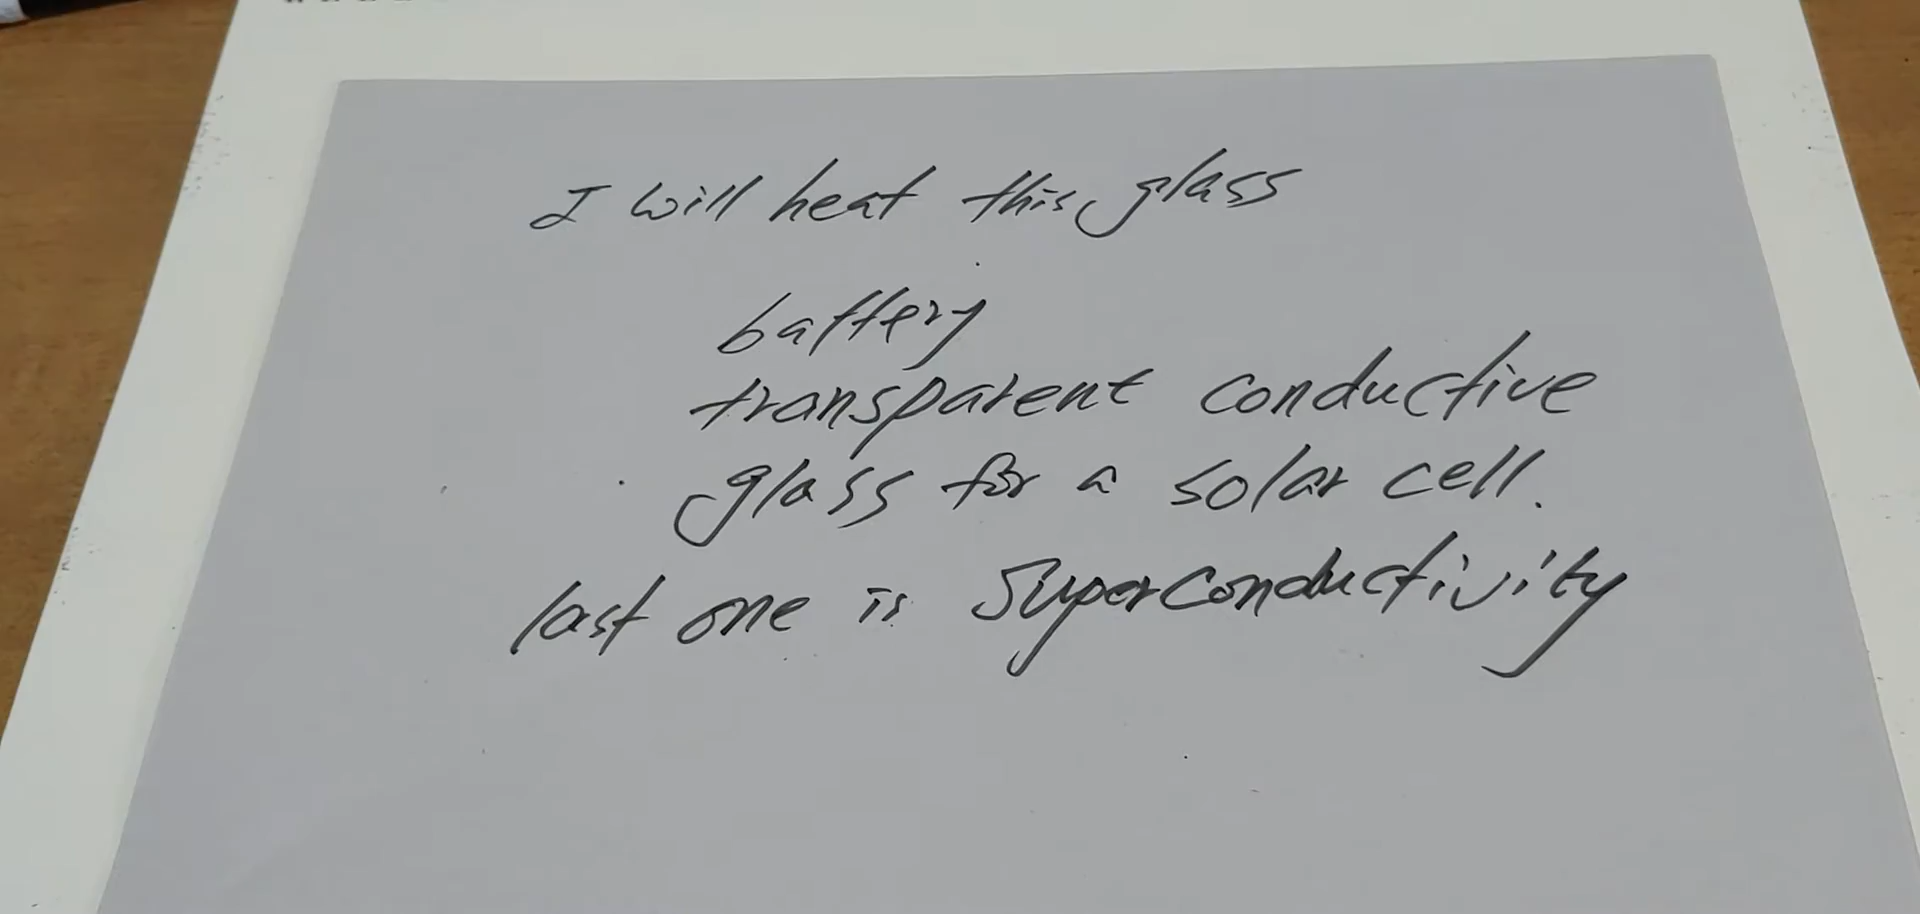 I will heat this glass
battery
transparent conductive
glass for a solar cell.
last one is Superconductivity